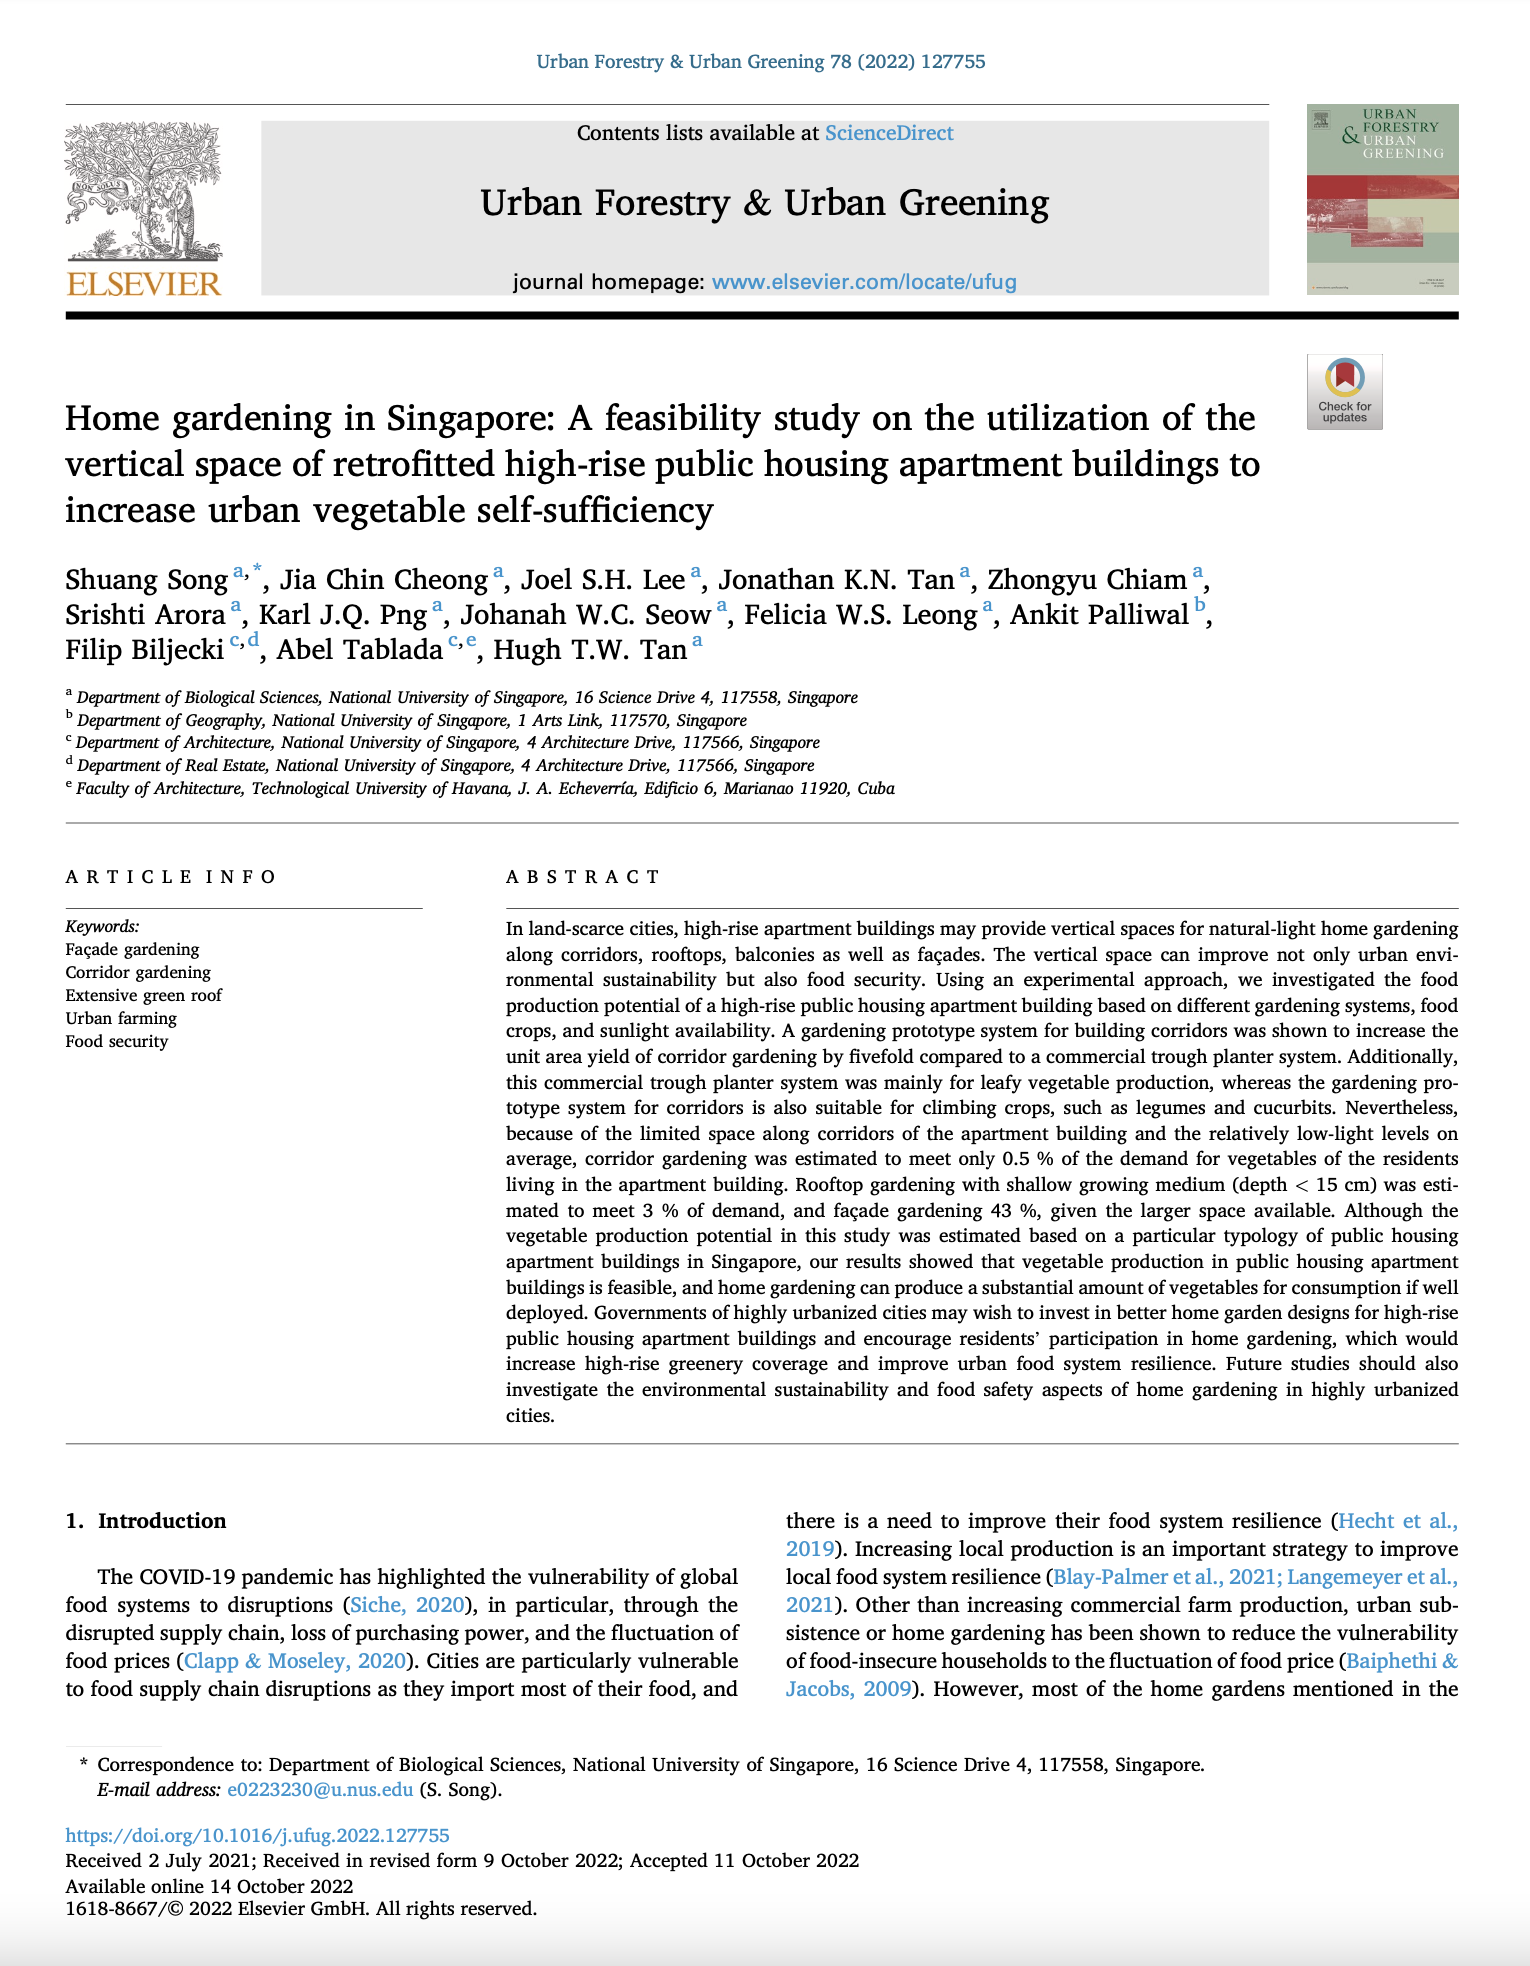 Urban Forestry & Urban Greening 78 (2022) 127755
Contents lists available at ScienceDirect
Urban Forestry & Urban Greening
journal homepage: www.elsevier.com/locate/ufug
NON SOLUS
ELSEVIER
URBAN
FORESTRY
& URBAN
GREENING
Check for
updates
Home gardening in Singapore: A feasibility study on the utilization of the
vertical space of retrofitted high-rise public housing apartment buildings to
increase urban vegetable self-sufficiency
Shuang Song a,*, Jia Chin Cheong a, Joel S.H. Lee a, Jonathan K.N. Tan a, Zhongyu Chiam a,
Srishti Arora a, Karl J.Q. Png a, Johanah W.C. Seow a, Felicia W.S. Leong a, Ankit Palliwal b,
Filip Biljecki c,d, Abel Tablada c,e, Hugh T.W. Tan a
a Department of Biological Sciences, National University of Singapore, 16 Science Drive 4, 117558, Singapore
b Department of Geography, National University of Singapore, 1 Arts Link, 117570, Singapore
c Department of Architecture, National University of Singapore, 4 Architecture Drive, 117566, Singapore
d Department of Real Estate, National University of Singapore, 4 Architecture Drive, 117566, Singapore
e Faculty of Architecture, Technological University of Havana, J. A. Echeverría, Edificio 6, Marianao 11920, Cuba
ARTICLE INFO
Keywords:
Façade gardening
Corridor gardening
Extensive green roof
Urban farming
Food security
ABSTRACT
In land-scarce cities, high-rise apartment buildings may provide vertical spaces for natural-light home gardening
along corridors, rooftops, balconies as well as façades. The vertical space can improve not only urban envi-
ronmental sustainability but also food security. Using an experimental approach, we investigated the food
production potential of a high-rise public housing apartment building based on different gardening systems, food
crops, and sunlight availability. A gardening prototype system for building corridors was shown to increase the
unit area yield of corridor gardening by fivefold compared to a commercial trough planter system. Additionally,
this commercial trough planter system was mainly for leafy vegetable production, whereas the gardening pro-
totype system for corridors is also suitable for climbing crops, such as legumes and cucurbits. Nevertheless,
because of the limited space along corridors of the apartment building and the relatively low-light levels on
average, corridor gardening was estimated to meet only 0.5 % of the demand for vegetables of the residents
living in the apartment building. Rooftop gardening with shallow growing medium (depth < 15 cm) was esti-
mated to meet 3 % of demand, and façade gardening 43 %, given the larger space available. Although the
vegetable production potential in this study was estimated based on a particular typology of public housing
apartment buildings in Singapore, our results showed that vegetable production in public housing apartment
buildings is feasible, and home gardening can produce a substantial amount of vegetables for consumption if well
deployed. Governments of highly urbanized cities may wish to invest in better home garden designs for high-rise
public housing apartment buildings and encourage residents' participation in home gardening, which would
increase high-rise greenery coverage and improve urban food system resilience. Future studies should also
investigate the environmental sustainability and food safety aspects of home gardening in highly urbanized
cities.
1. Introduction
The COVID-19 pandemic has highlighted the vulnerability of global
food systems to disruptions (Siche, 2020), in particular, through the
disrupted supply chain, loss of purchasing power, and the fluctuation of
food prices (Clapp & Moseley, 2020). Cities are particularly vulnerable
to food supply chain disruptions as they import most of their food, and
there is a need to improve their food system resilience (Hecht et al.,
2019). Increasing local production is an important strategy to improve
local food system resilience (Blay-Palmer et al., 2021; Langemeyer et al.,
2021). Other than increasing commercial farm production, urban sub-
sistence or home gardening has been shown to reduce the vulnerability
of food-insecure households to the fluctuation of food price (Baiphethi &
Jacobs, 2009). However, most of the home gardens mentioned in the
* Correspondence to: Department of Biological Sciences, National University of Singapore, 16 Science Drive 4, 117558, Singapore.
E-mail address: e0223230@u.nus.edu (S. Song).
https://doi.org/10.1016/j.ufug.2022.127755
Received 2 July 2021; Received in revised form 9 October 2022; Accepted 11 October 2022
Available online 14 October 2022
1618-8667/© 2022 Elsevier GmbH. All rights reserved.